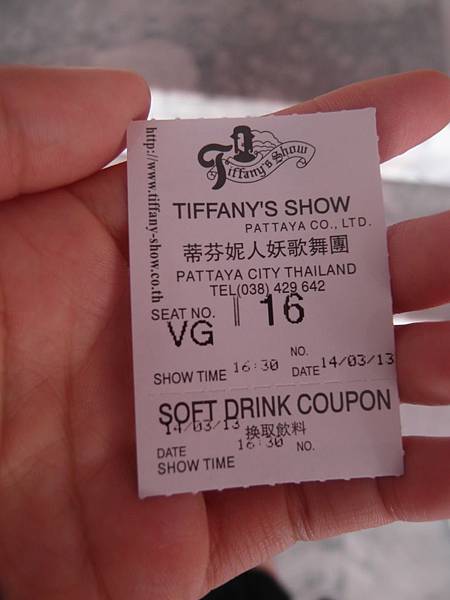 http://www.tiffany-show.co.th
Tiffany's Show
TIFFANY'S SHOW
PATTAYA CO., LTD.
蒂芬妮人妖歌舞團
PATTAYA CITY THAILAND
TEL(038) 429 642
SEAT NO.
VG 16
NO.
SHOW TIME 16:30 DATE 14/03/13
SOFT DRINK COUPON
14/03/13 换取飲料
DATE 16:30 NO.
SHOW TIME